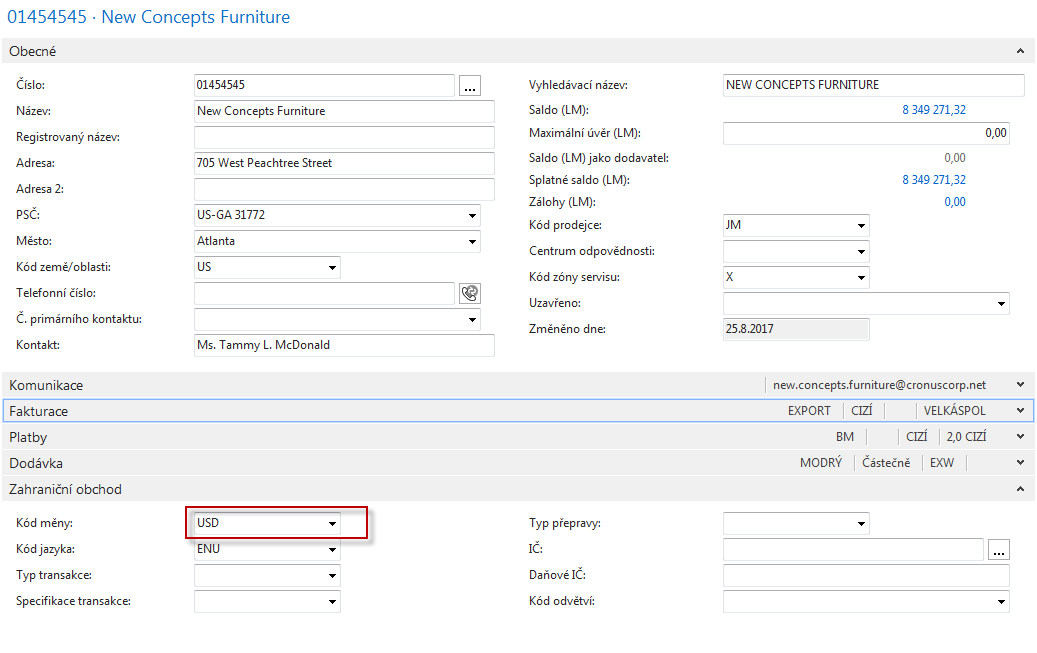 01454545 · New Concepts Furniture
Obecné
Číslo: 01454545 ...
Název: New Concepts Furniture
Registrovaný název:
Adresa: 705 West Peachtree Street
Adresa 2:
PSČ: US-GA 31772
Město: Atlanta
Kód země/oblasti: US
Telefonní číslo:
Č. primárního kontaktu:
Kontakt: Ms. Tammy L. McDonald
Vyhledávací název: NEW CONCEPTS FURNITURE
Saldo (LM): 8 349 271,32
Maximální úvěr (LM): 0,00
Saldo (LM) jako dodavatel: 0,00
Splatné saldo (LM): 8 349 271,32
Zálohy (LM): 0,00
Kód prodejce: JM
Centrum odpovědnosti:
Kód zóny servisu: X
Uzavřeno:
Změněno dne: 25.8.2017
Komunikace new.concepts.furniture@cronuscorp.net
Fakturace EXPORT CIZÍ VELKÁSPOL
Platby BM CIZÍ 2,0 CIZÍ
Dodávka MODRÝ Částečně EXW
Zahraniční obchod
Kód měny: USD
Kód jazyka: ENU
Typ transakce:
Specifikace transakce:
Typ přepravy:
IČ: ...
Daňové IČ:
Kód odvětví: